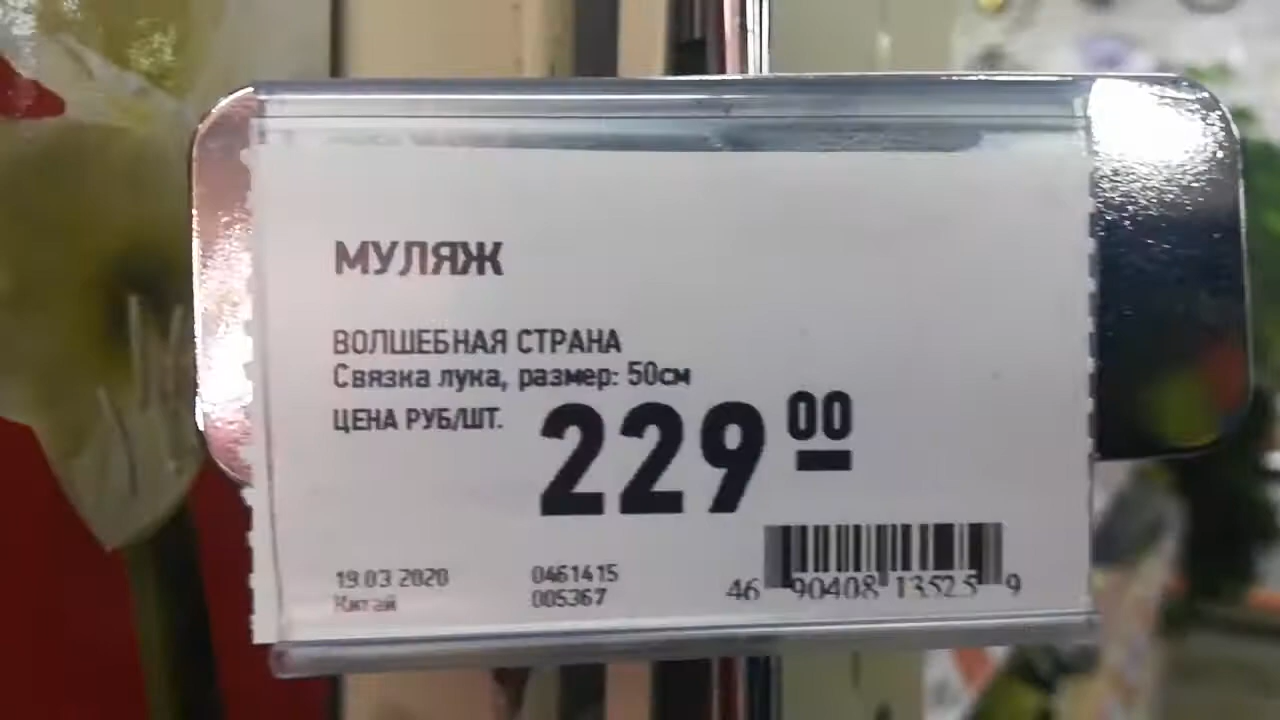 МУЛЯЖ
ВОЛШЕБНАЯ СТРАНА
Связка лука, размер: 50см
ЦЕНА РУБ/ШТ.
229 00
19.03 2020
Китай
0461415
005367
46 90408 13525 9